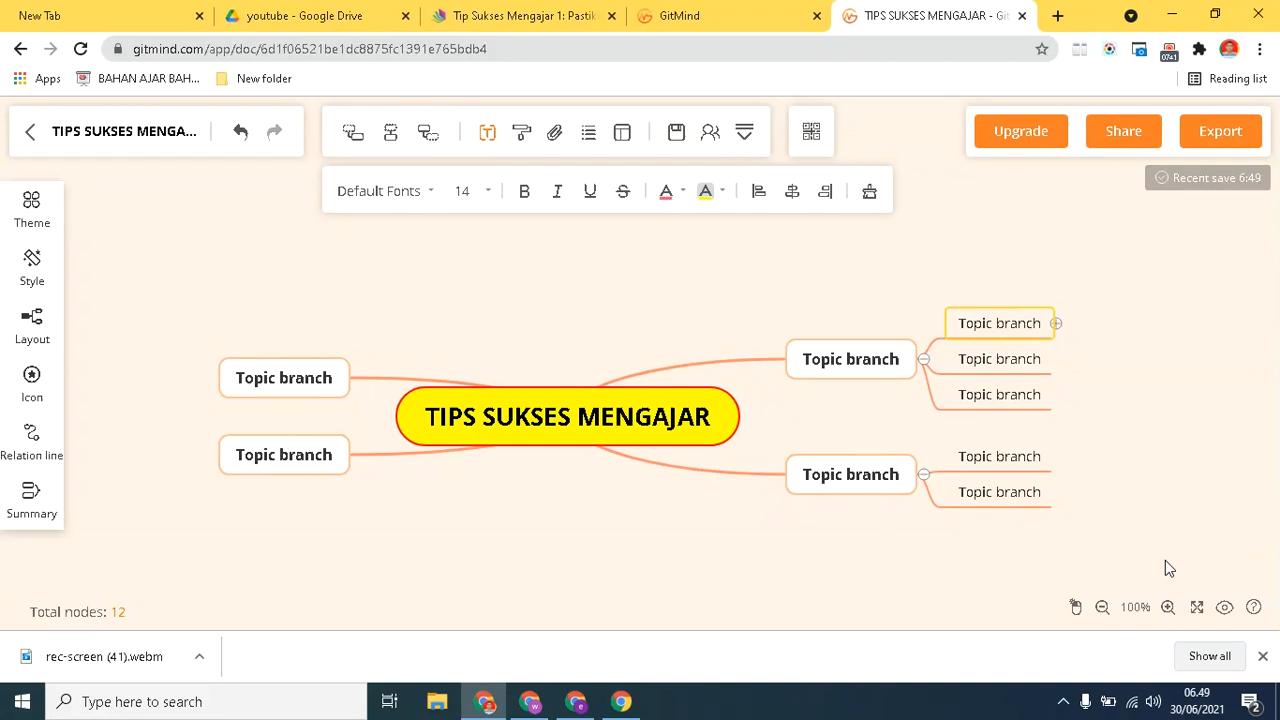 New Tab
youtube - Google Drive
Tip Sukses Mengajar 1: Pastik
GitMind
TIPS SUKSES MENGAJAR - Git
gitmind.com/app/doc/6d1f06521be1dc8875fc1391e765bdb4
07:41
Apps
BAHAN AJAR BAH...
New folder
Reading list
TIPS SUKSES MENGA...
Upgrade
Share
Export
Default Fonts
14
B
I
U
S
A
A
Recent save 6:49
Theme
Style
Layout
Icon
Relation line
Summary
Topic branch
Topic branch
Topic branch
Topic branch
Topic branch
TIPS SUKSES MENGAJAR
Topic branch
Topic branch
Topic branch
Topic branch
Total nodes: 12
100%
rec-screen (41).webm
Show all
Type here to search
06.49
30/06/2021
2